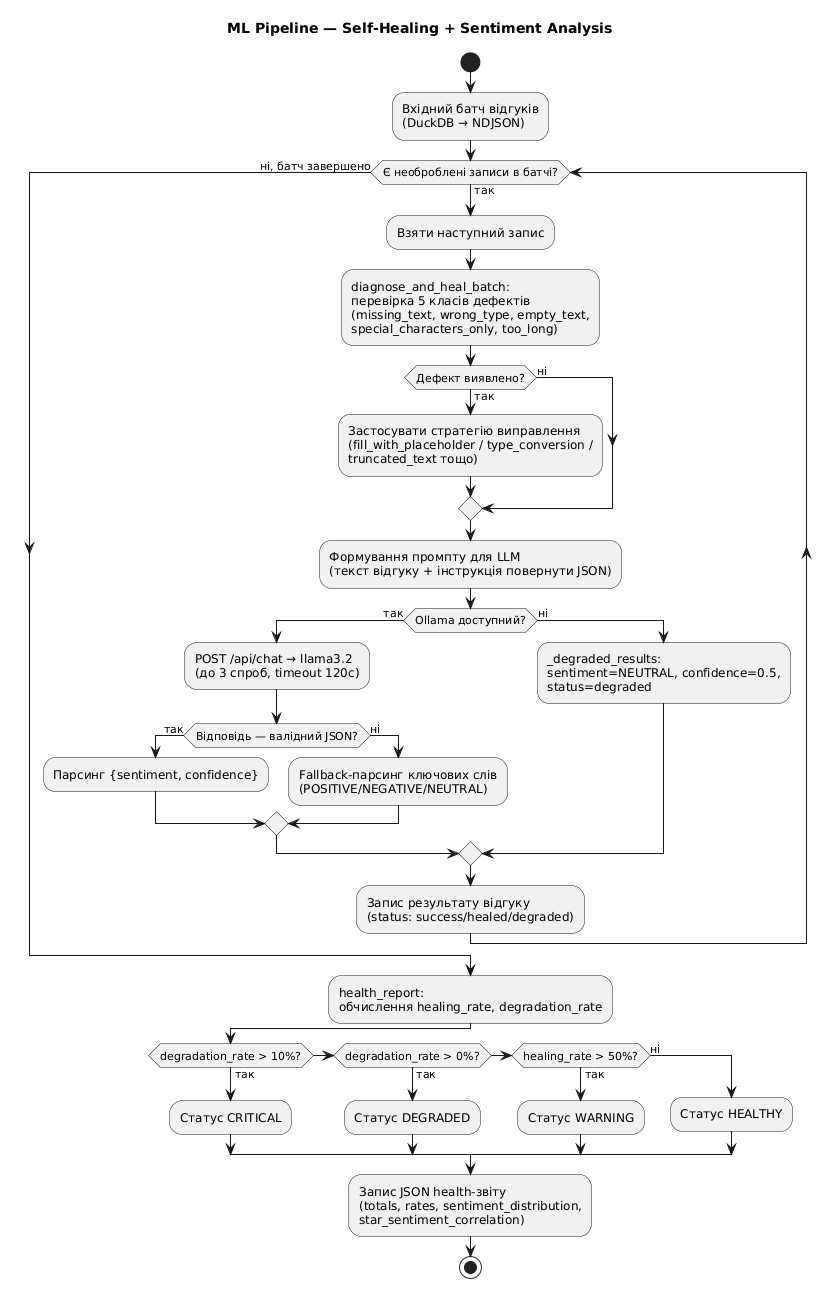 ML Pipeline — Self-Healing + Sentiment Analysis
Вхідний батч відгуків
(DuckDB → NDJSON)
ні, батч завершено
Є необроблені записи в батчі?
так
Взяти наступний запис
diagnose_and_heal_batch:
перевірка 5 класів дефектів
(missing_text, wrong_type, empty_text,
special_characters_only, too_long)
Дефект виявлено?
ні
так
Застосувати стратегію виправлення
(fill_with_placeholder / type_conversion /
truncated_text тощо)
Формування промпту для LLM
(текст відгуку + інструкція повернути JSON)
так
Ollama доступний?
ні
POST /api/chat → llama3.2
(до 3 спроб, timeout 120с)
_degraded_results:
sentiment=NEUTRAL, confidence=0.5,
status=degraded
так
Відповідь — валідний JSON?
ні
Парсинг {sentiment, confidence}
Fallback-парсинг ключових слів
(POSITIVE/NEGATIVE/NEUTRAL)
Запис результату відгуку
(status: success/healed/degraded)
health_report:
обчислення healing_rate, degradation_rate
degradation_rate > 10%?
degradation_rate > 0%?
healing_rate > 50%?
ні
так
так
так
Статус CRITICAL
Статус DEGRADED
Статус WARNING
Статус HEALTHY
Запис JSON health-звіту
(totals, rates, sentiment_distribution,
star_sentiment_correlation)